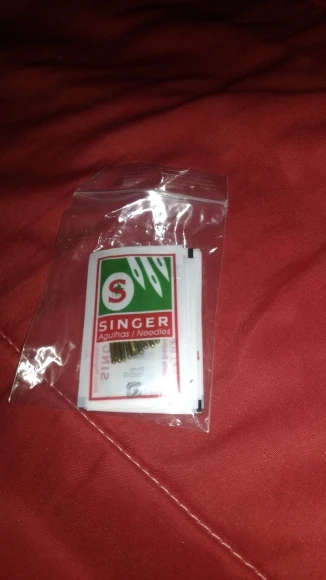 S
SINGER
Agulhas / Needles